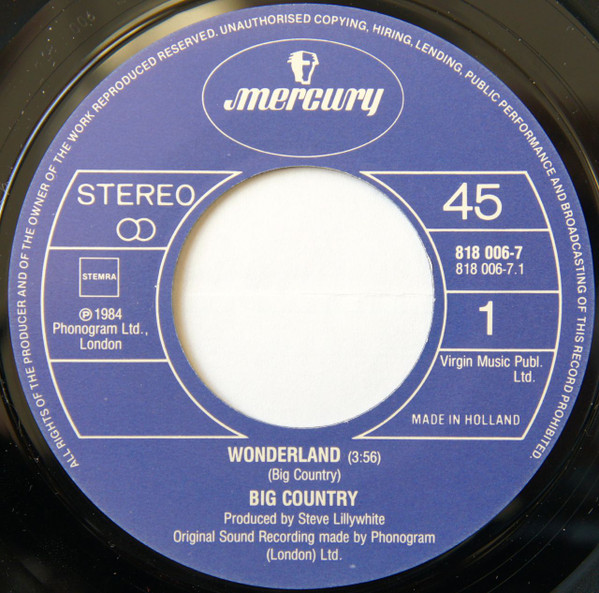 ALL RIGHTS OF THE PRODUCER AND OF THE OWNER OF THE WORK REPRODUCED RESERVED. UNAUTHORISED COPYING, HIRING, LENDING, PUBLIC PERFORMANCE AND BROADCASTING OF THIS RECORD PROHIBITED.
mercury
STEREO
STEMRA
℗ 1984
Phonogram Ltd.,
London
45
818 006-7
818 006-7.1
1
Virgin Music Publ.
Ltd.
MADE IN HOLLAND
WONDERLAND (3:56)
(Big Country)
BIG COUNTRY
Produced by Steve Lillywhite
Original Sound Recording made by Phonogram
(London) Ltd.